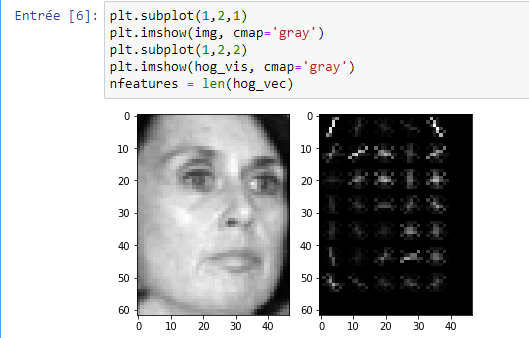 Entrée [6]: plt.subplot(1,2,1)
plt.imshow(img, cmap='gray')
plt.subplot(1,2,2)
plt.imshow(hog_vis, cmap='gray')
nfeatures = len(hog_vec)
0 0
10 10
20 20
30 30
40 40
50 50
60 60
0 10 20 30 40 0 10 20 30 40